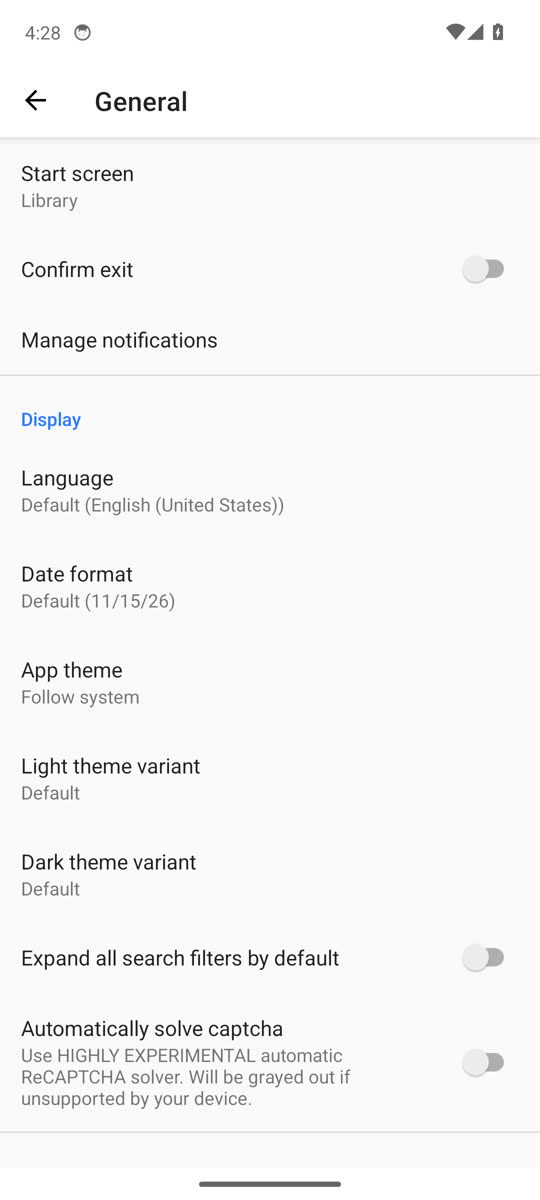 4:28
General
Start screen
Library
Confirm exit
Manage notifications
Display
Language
Default (English (United States))
Date format
Default (11/15/26)
App theme
Follow system
Light theme variant
Default
Dark theme variant
Default
Expand all search filters by default
Automatically solve captcha
Use HIGHLY EXPERIMENTAL automatic
ReCAPTCHA solver. Will be grayed out if
unsupported by your device.